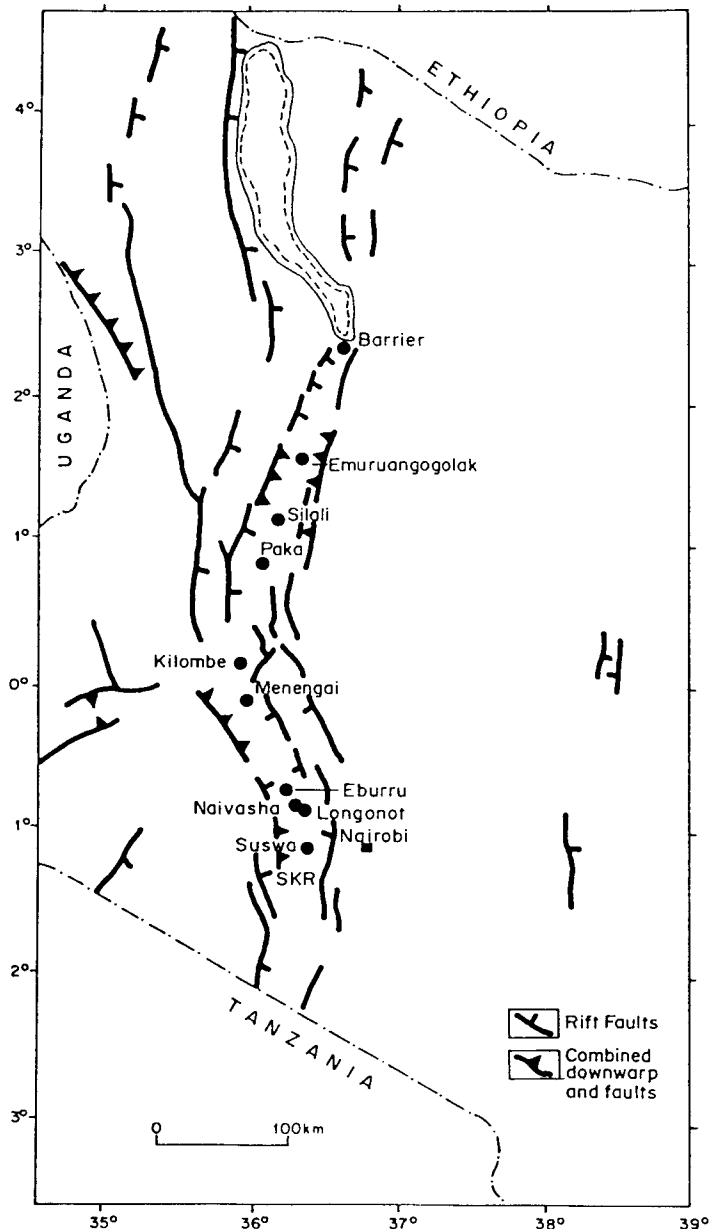 ETHIOPIA
4°
3°
Barrier
UGANDA
2°
Emuruangogolak
Silali
1°
Paka
Kilombe
0°
Menengai
Eburru
Naivasha
Longonot
1°
Nairobi
Suswa
SKR
2°
TANZANIA
Rift Faults
Combined
downwarp
and faults
3°
0
100km
35°
36°
37°
38°
39°